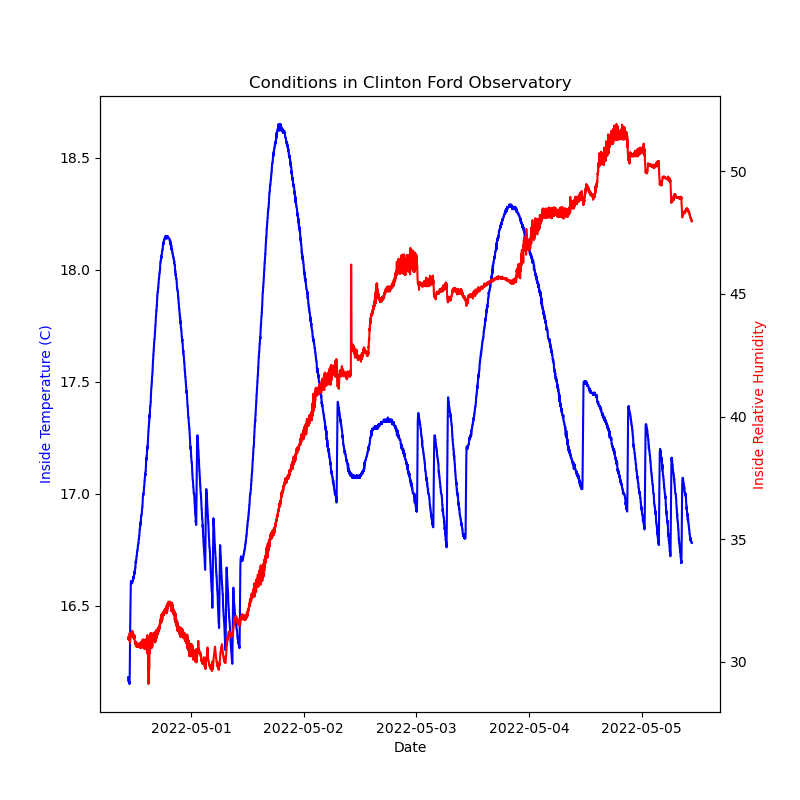 Conditions in Clinton Ford Observatory
Inside Temperature (C)
18.5
18.0
17.5
17.0
16.5
50
45
40
35
30
Inside Relative Humidity
2022-05-01 2022-05-02 2022-05-03 2022-05-04 2022-05-05
Date